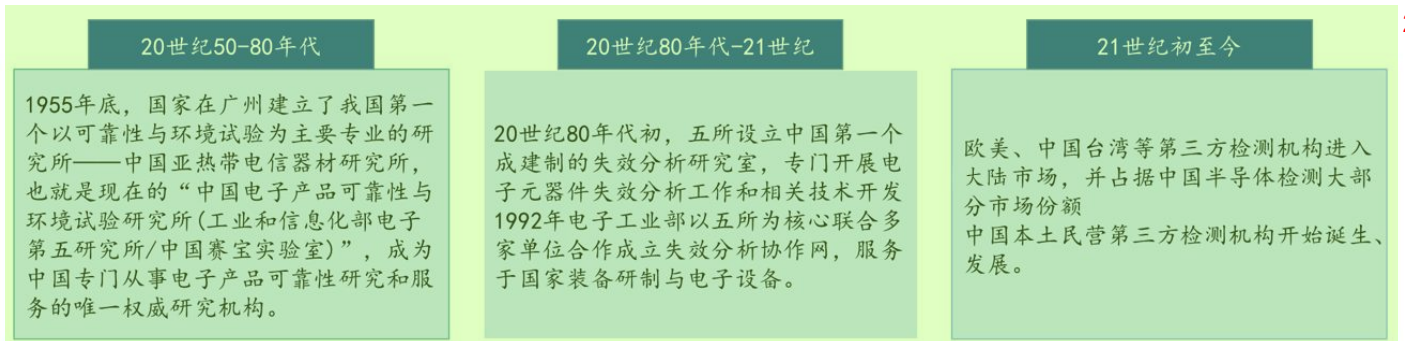 20世纪50-80年代
1955年底，国家在广州建立了我国第一
个以可靠性与环境试验为主要专业的研
究所——中国亚热带电信器材研究所，
也就是现在的“中国电子产品可靠性与
环境试验研究所(工业和信息化部电子
第五研究所/中国赛宝实验室)”，成为
中国专门从事电子产品可靠性研究和服
务的唯一权威研究机构。
20世纪80年代-21世纪
20世纪80年代初，五所设立中国第一个
成建制的失效分析研究室，专门开展电
子元器件失效分析工作和相关技术开发
1992年电子工业部以五所为核心联合多
家单位合作成立失效分析协作网，服务
于国家装备研制与电子设备。
21世纪初至今
欧美、中国台湾等第三方检测机构进入
大陆市场，并占据中国半导体检测大部
分市场份额
中国本土民营第三方检测机构开始诞生、
发展。